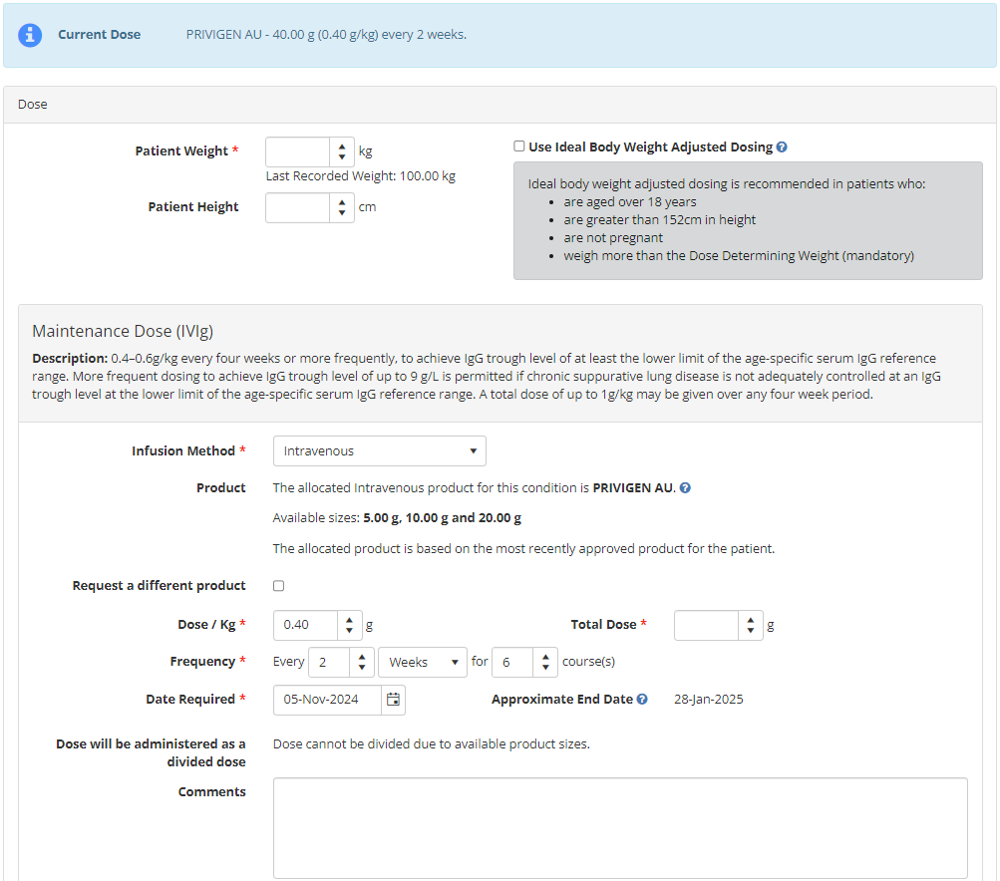 Current Dose PRIVIGEN AU - 40.00 g (0.40 g/kg) every 2 weeks.
Dose
Patient Weight * kg
Last Recorded Weight: 100.00 kg
Patient Height cm
Use Ideal Body Weight Adjusted Dosing
Ideal body weight adjusted dosing is recommended in patients who:
• are aged over 18 years
• are greater than 152cm in height
• are not pregnant
• weigh more than the Dose Determining Weight (mandatory)
Maintenance Dose (IVIg)
Description: 0.4–0.6g/kg every four weeks or more frequently, to achieve IgG trough level of at least the lower limit of the age-specific serum IgG reference
range. More frequent dosing to achieve IgG trough level of up to 9 g/L is permitted if chronic suppurative lung disease is not adequately controlled at an IgG
trough level at the lower limit of the age-specific serum IgG reference range. A total dose of up to 1g/kg may be given over any four week period.
Infusion Method * Intravenous
Product The allocated Intravenous product for this condition is PRIVIGEN AU.
Available sizes: 5.00 g, 10.00 g and 20.00 g
The allocated product is based on the most recently approved product for the patient.
Request a different product
Dose / Kg * 0.40 g Total Dose * g
Frequency * Every 2 Weeks for 6 course(s)
Date Required * 05-Nov-2024 Approximate End Date 28-Jan-2025
Dose will be administered as a Dose cannot be divided due to available product sizes.
divided dose
Comments